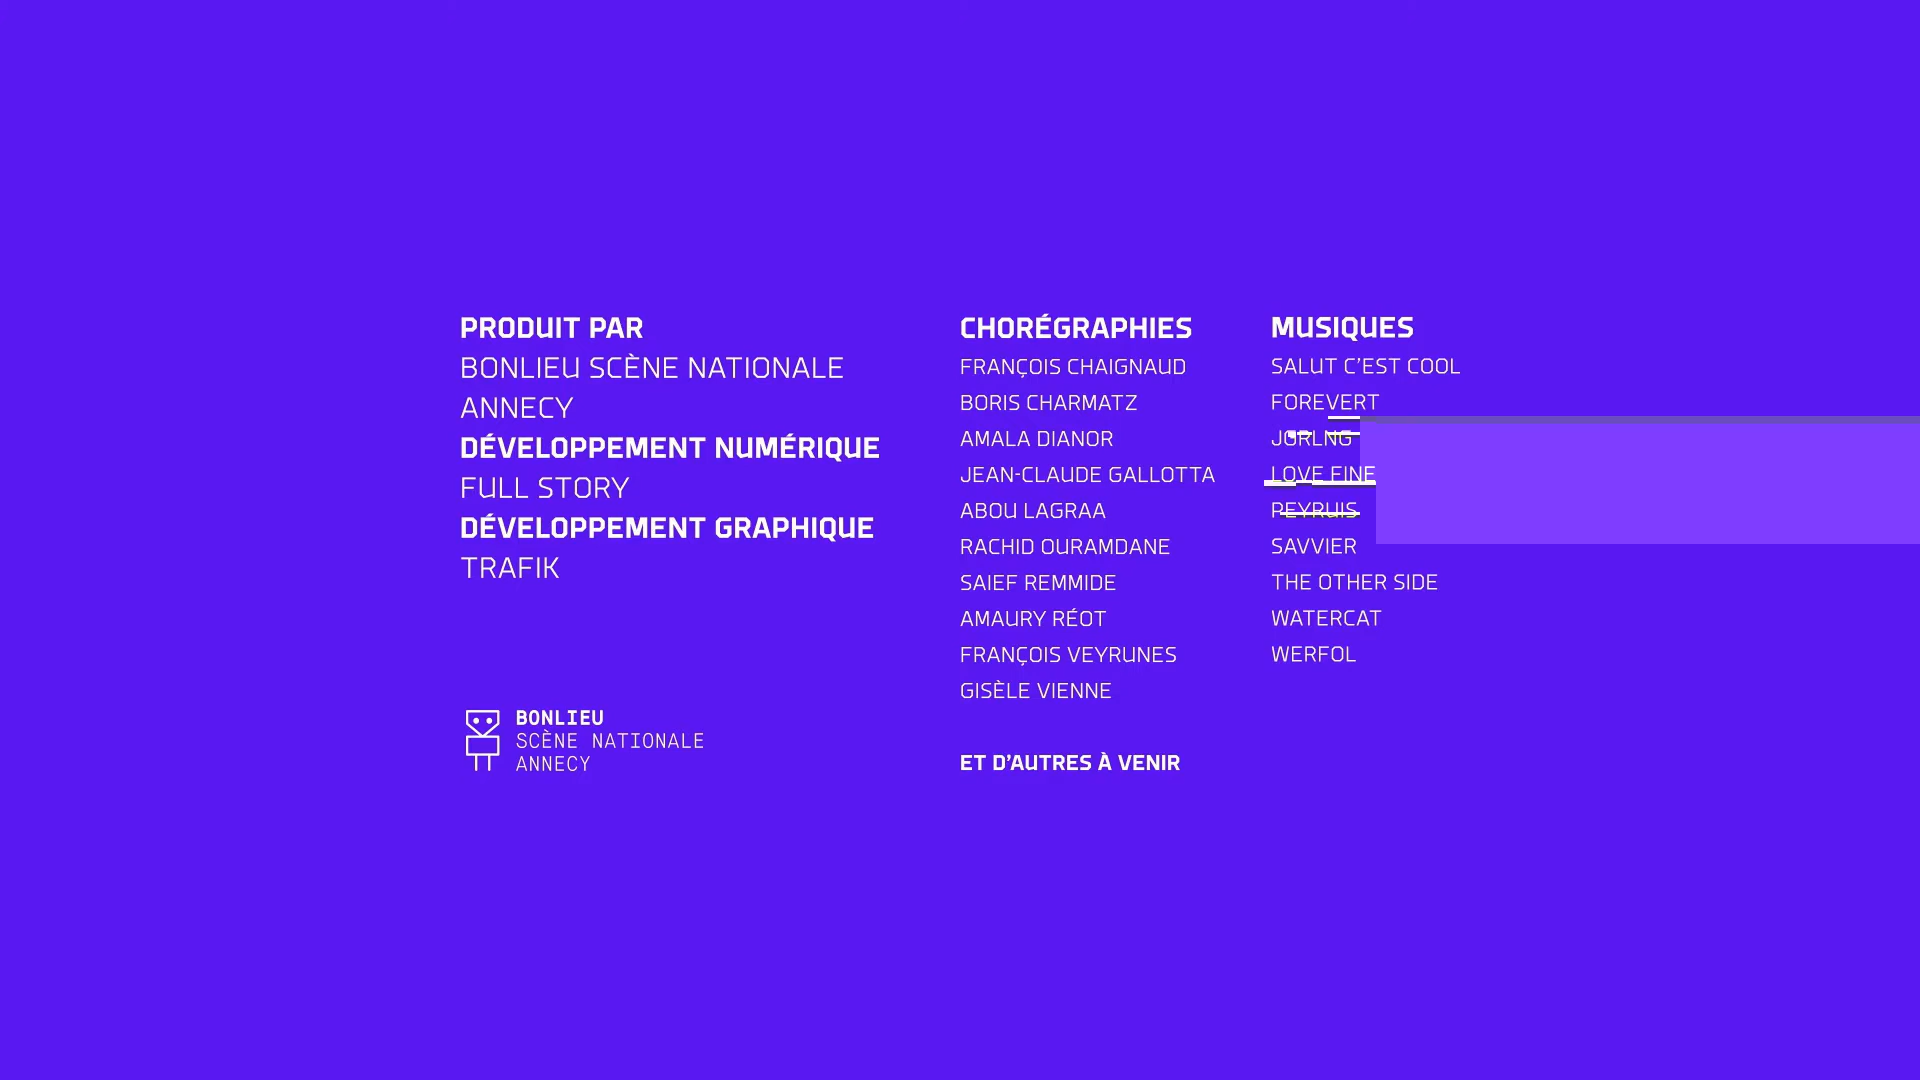 PRODUIT PAR
BONLIEU SCÈNE NATIONALE
ANNECY
DÉVELOPPEMENT NUMÉRIQUE
FULL STORY
DÉVELOPPEMENT GRAPHIQUE
TRAFIK
BONLIEU
SCÈNE NATIONALE
ANNECY
CHORÉGRAPHIES
FRANÇOIS CHAIGNAUD
BORIS CHARMATZ
AMALA DIANOR
JEAN-CLAUDE GALLOTTA
ABOU LAGRAA
RACHID OURAMDANE
SAIEF REMMIDE
AMAURY RÉOT
FRANÇOIS VEYRUNES
GISÈLE VIENNE
ET D’AUTRES À VENIR
MUSIQUES
SALUT C’EST COOL
FOREVERT
LOVE FINE
PEYRUIS
SAVVIER
THE OTHER SIDE
WATERCAT
WERFOL